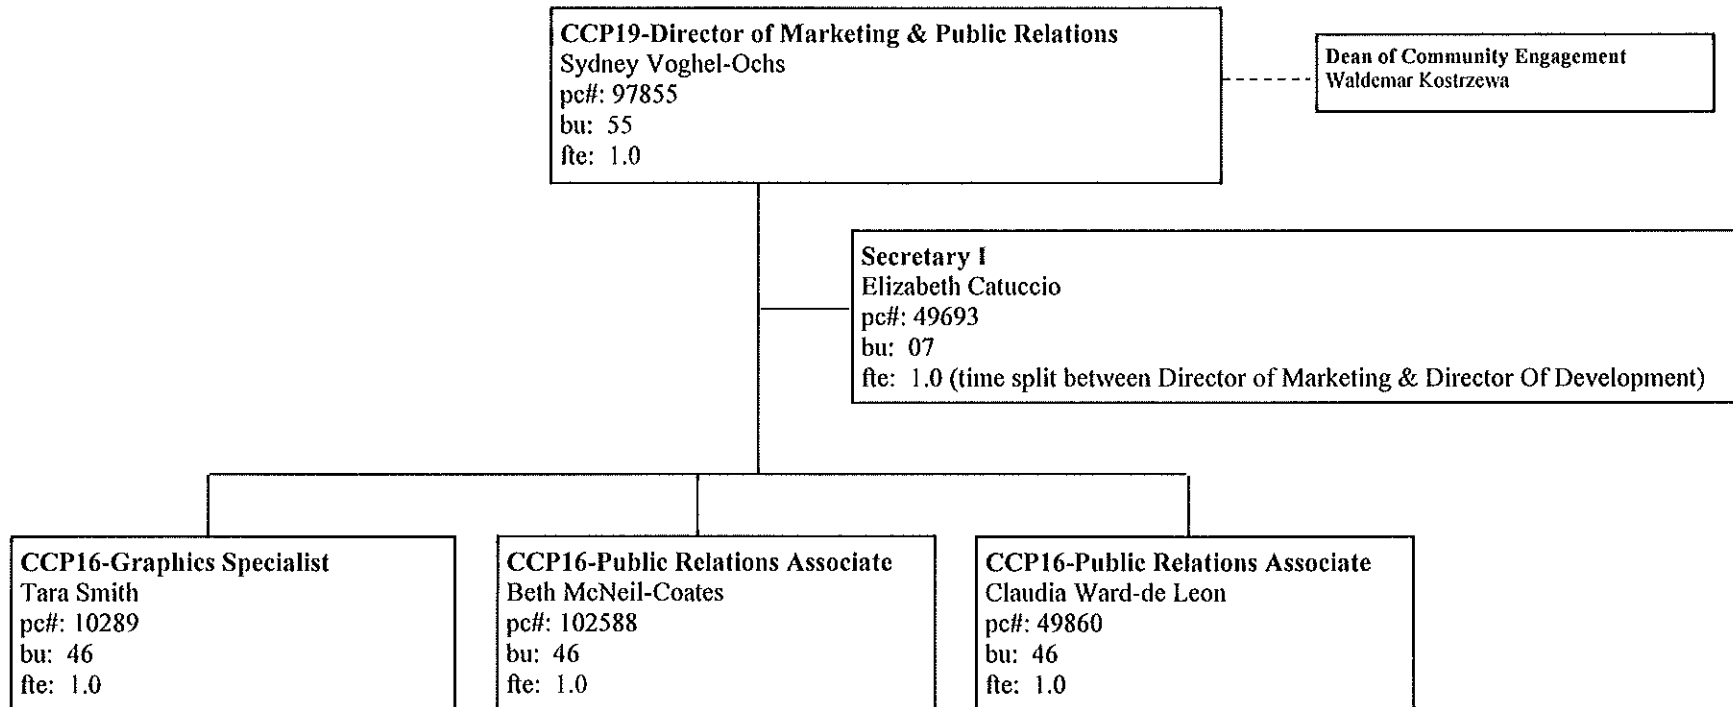 CCP19-Director of Marketing & Public Relations
Sydney Voghel-Ochs
pc#: 97855
bu: 55
fte: 1.0
Dean of Community Engagement
Waldemar Kostrzewa
Secretary I
Elizabeth Catuccio
pc#: 49693
bu: 07
fte: 1.0 (time split between Director of Marketing & Director Of Development)
CCP16-Graphics Specialist
Tara Smith
pc#: 10289
bu: 46
fte: 1.0
CCP16-Public Relations Associate
Beth McNeil-Coates
pc#: 102588
bu: 46
fte: 1.0
CCP16-Public Relations Associate
Claudia Ward-de Leon
pc#: 49860
bu: 46
fte: 1.0